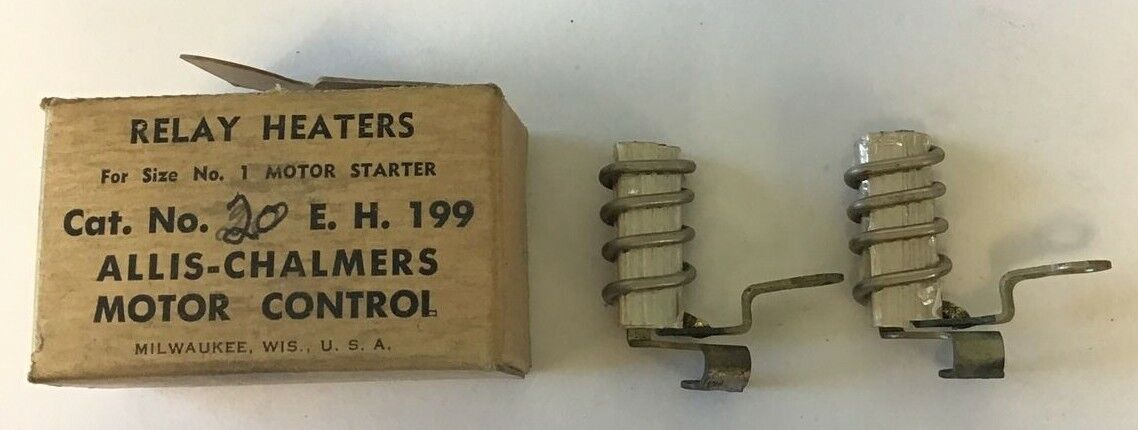 RELAY HEATERS
For Size No. 1 MOTOR STARTER
Cat. No. 20 E. H. 199
ALLIS-CHALMERS
MOTOR CONTROL
MILWAUKEE, WIS., U. S. A.